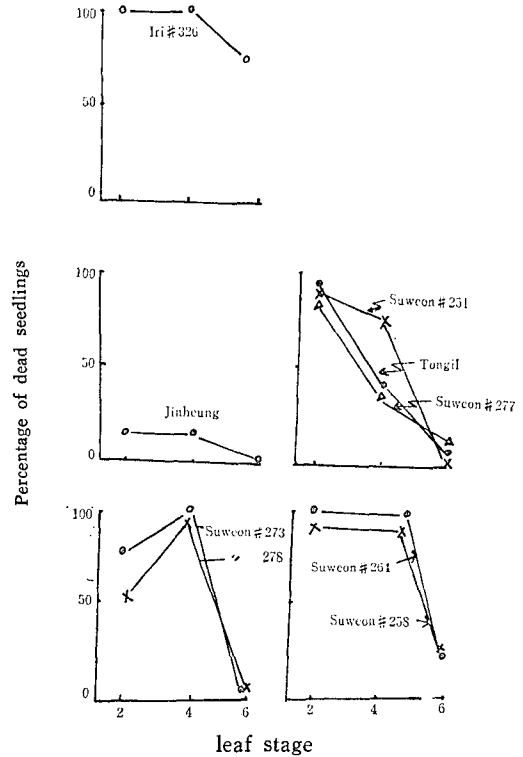 100
Iri#326
50
0
Percentage of dead seedlings
100
50
Jinheung
0
Suweon#251
Tongil
Suweon#277
100
50
0
Suweon#273
〃 278
Suweon#264
Suweon#258
2 4 6
2 4 6
leaf stage